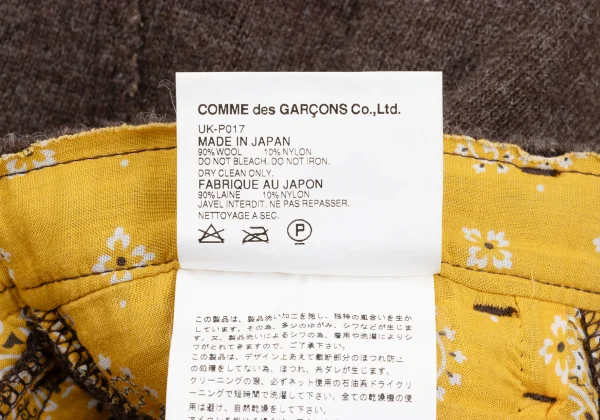 COMME des GARÇONS Co.,Ltd.
UK-P017
MADE IN JAPAN
90% WOOL 10% NYLON
DO NOT BLEACH. DO NOT IRON.
DRY CLEAN ONLY.
FABRIQUE AU JAPON
90% LAINE 10% NYLON
JAVEL INTERDIT. NE PAS REPASSER.
NETTOYAGE A SEC.
P
この製品は、製品洗い加工を施し、独特の風合いを生か
しています。その為、多少のゆがみ、シワなどが生じま
す。又、製品洗いによるシワの為、着用や洗濯によりシ
ワがとれてきますので、ご了承下さい。
この製品は、デザイン上あえて裁断部分のほつれ防止
の処理をしてない為、ほつれ、糸ダレが生じます。
クリーニングの際、必ずネット使用の石油系ドライクリ
ーニングで短時間で洗濯して下さい。全ての乾燥機の使
用は避け、自然乾燥をして下さい。